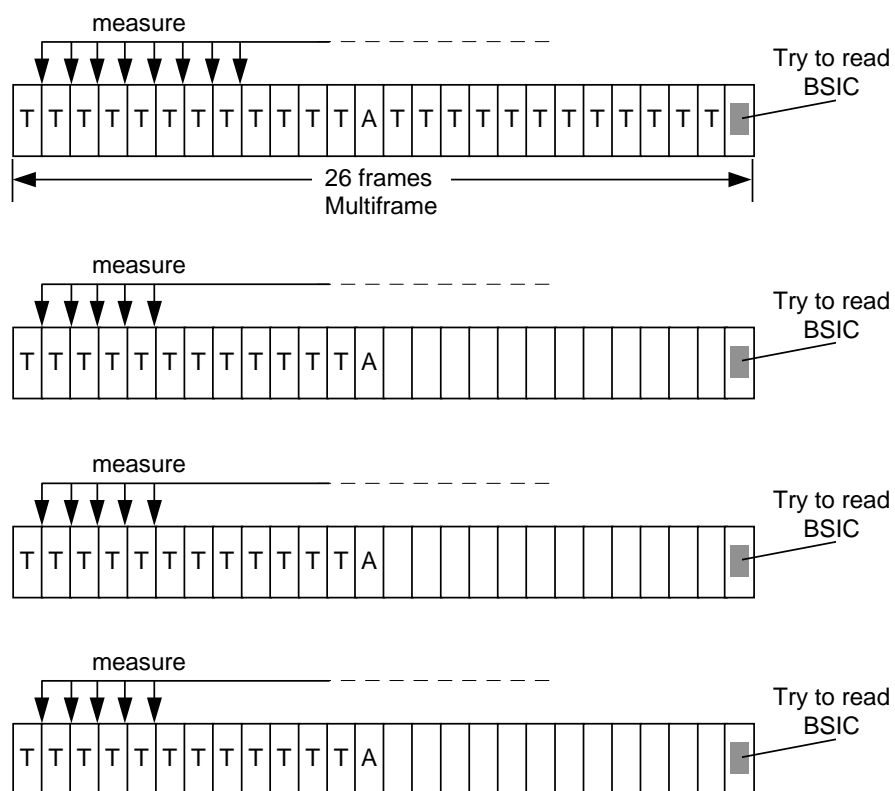 measure
Try to read
BSIC
T T T T T T T T T T T T A T T T T T T T T T T T T
26 frames
Multiframe
measure
Try to read
BSIC
T T T T T T T T T T T T A
measure
Try to read
BSIC
T T T T T T T T T T T T A
measure
Try to read
BSIC
T T T T T T T T T T T T A